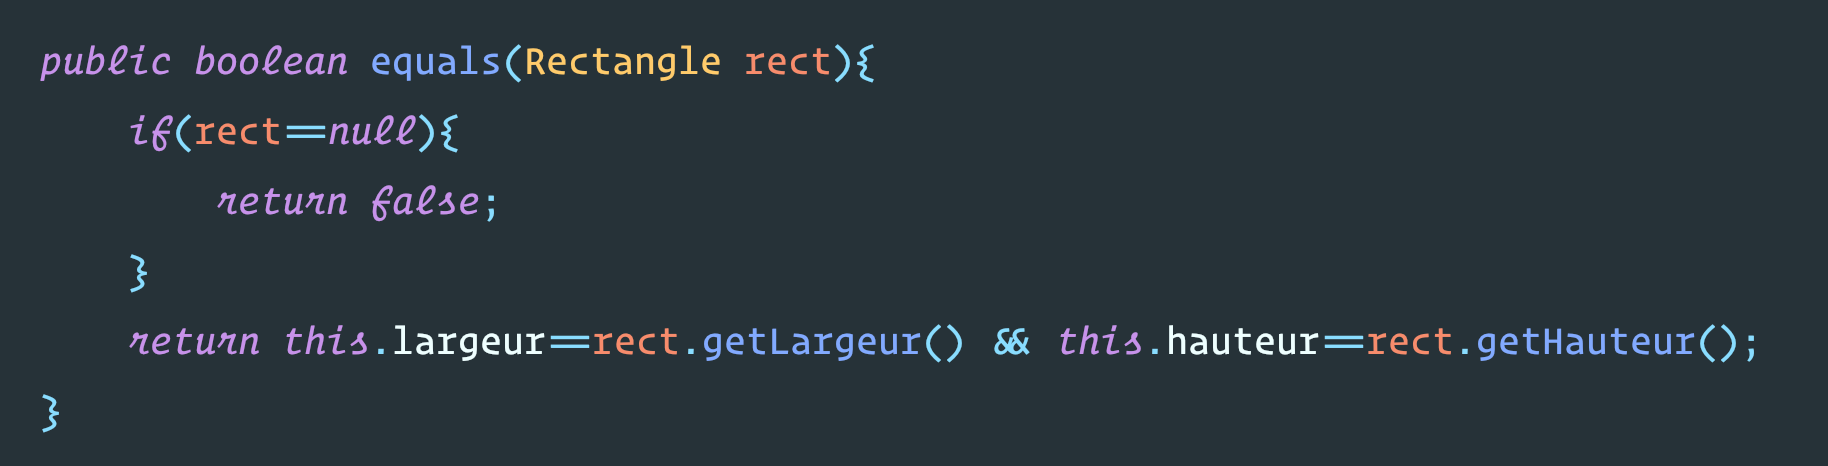 public boolean equals(Rectangle rect){
if(rect==null){
return false;
}
return this.largeur==rect.getLargeur() && this.hauteur==rect.getHauteur();
}